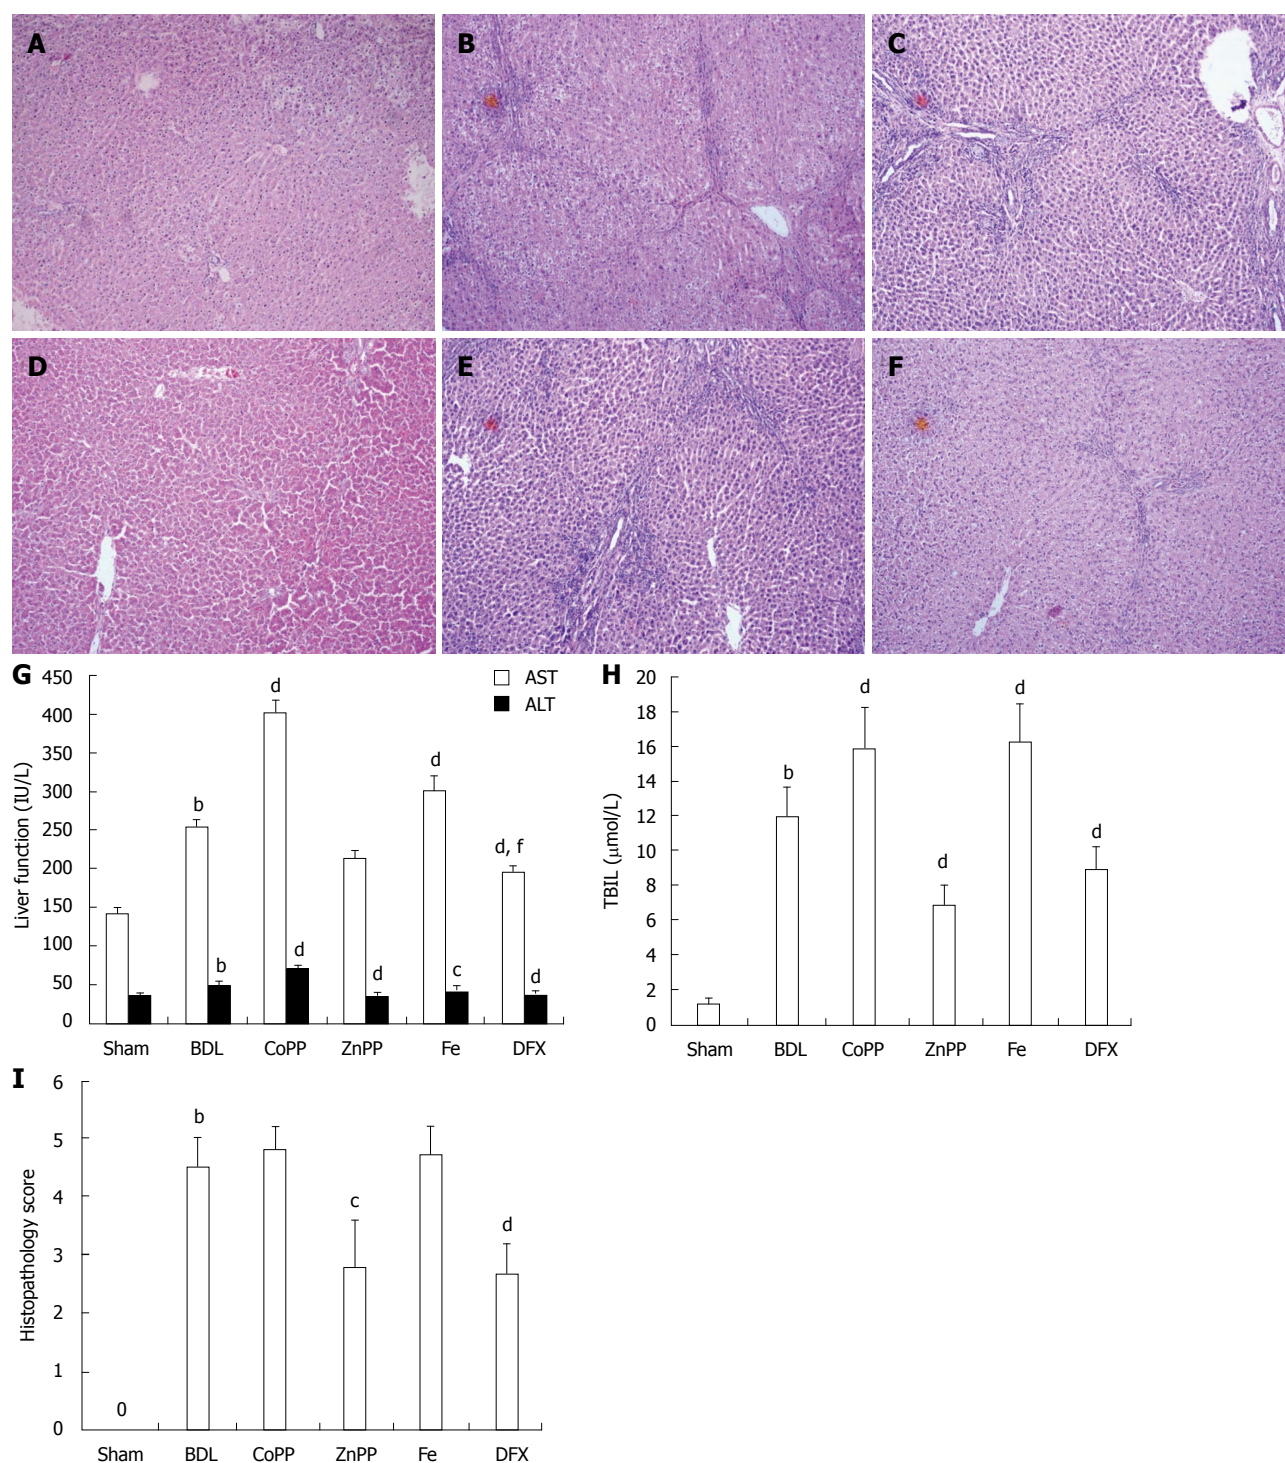 A
B
C
D
E
F
G
Liver function (IU/L)
450
400
350
300
250
200
150
100
50
0
AST
ALT
b
b
d
d
d
d
c
d, f
d
Sham BDL CoPP ZnPP Fe DFX
H
TBIL (μmol/L)
20
18
16
14
12
10
8
6
4
2
0
b
d
d
d
d
Sham BDL CoPP ZnPP Fe DFX
I
Histopathology score
6
5
4
3
2
1
0
0
b
c
d
Sham BDL CoPP ZnPP Fe DFX